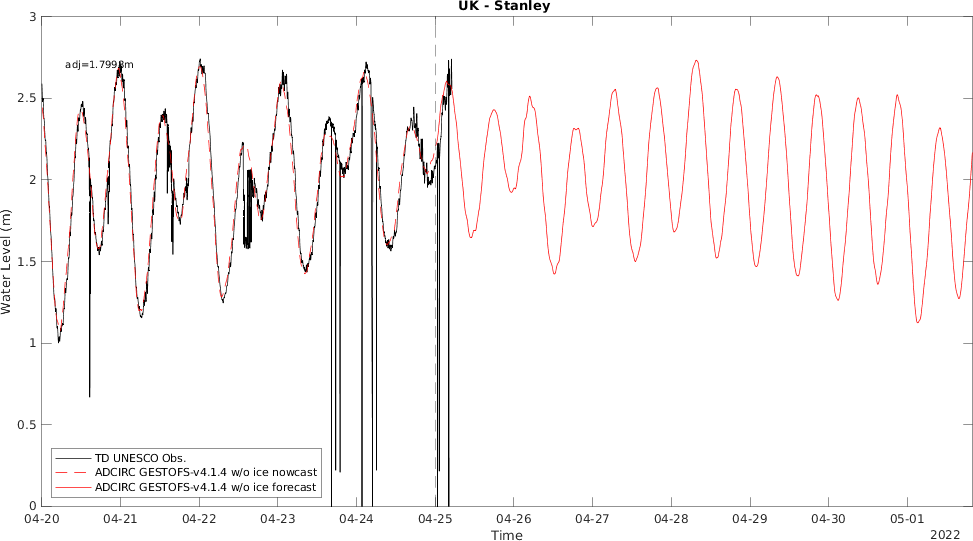 UK - Stanley
3
adj=1.7998m
2.5
2
1.5
1
0.5
0
Water Level (m)
TD UNESCO Obs.
ADCIRC GESTOFS-v4.1.4 w/o ice nowcast
ADCIRC GESTOFS-v4.1.4 w/o ice forecast
04-20 04-21 04-22 04-23 04-24 04-25 04-26 04-27 04-28 04-29 04-30 05-01
Time
2022